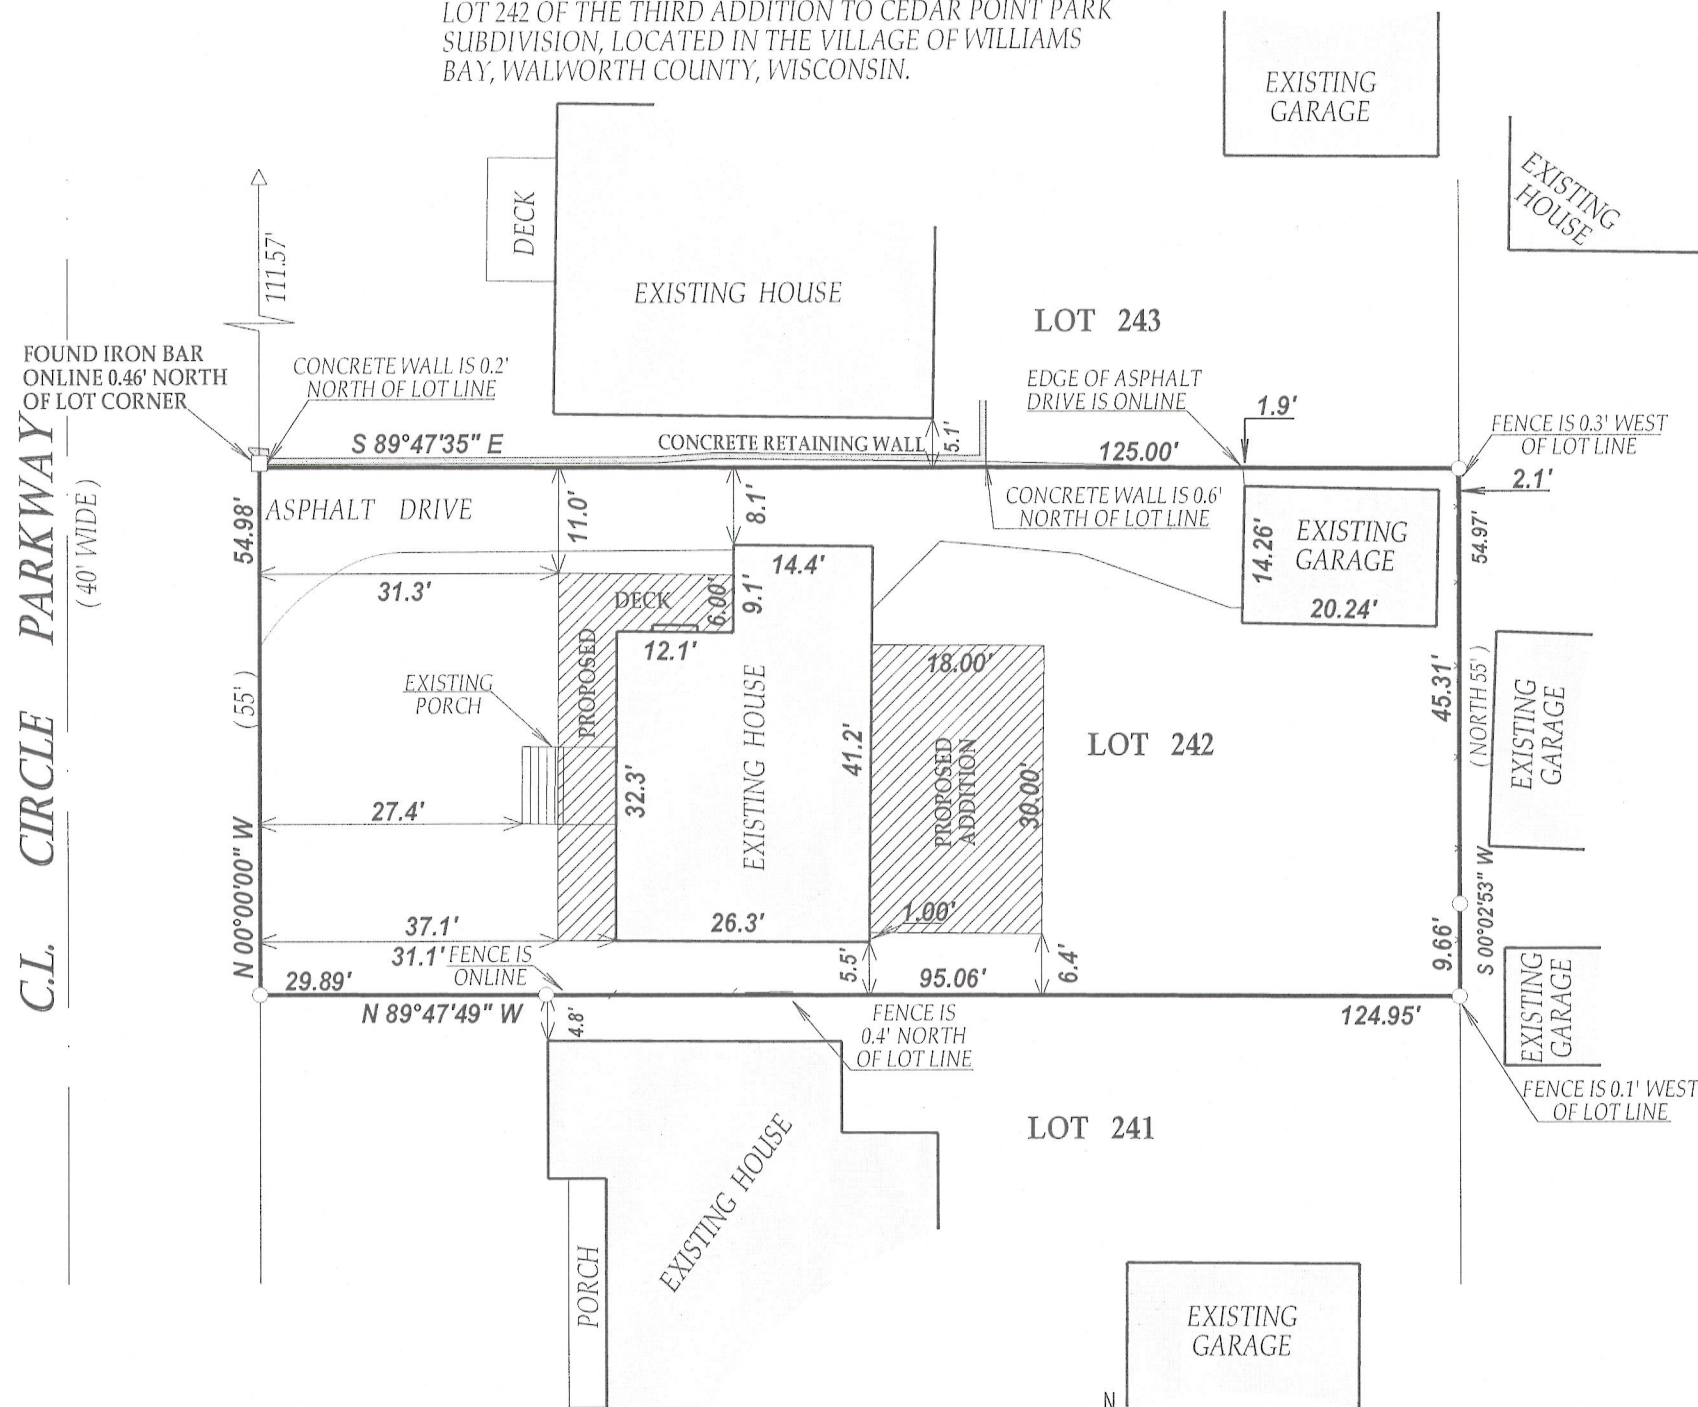 LOT 242 OF THE THIRD ADDITION TO CEDAR POINT PARK
SUBDIVISION, LOCATED IN THE VILLAGE OF WILLIAMS
BAY, WALWORTH COUNTY, WISCONSIN.
EXISTING
GARAGE
EXISTING
HOUSE
DECK
EXISTING HOUSE
111.57'
LOT 243
FOUND IRON BAR
ONLINE 0.46' NORTH
OF LOT CORNER
CONCRETE WALL IS 0.2'
NORTH OF LOT LINE
EDGE OF ASPHALT
DRIVE IS ONLINE
1.9'
FENCE IS 0.3' WEST
OF LOT LINE
S 89°47'35" E
CONCRETE RETAINING WALL
5.1'
125.00'
2.1'
C.L. CIRCLE PARKWAY
( 40' WIDE )
54.98'
ASPHALT DRIVE
11.0'
8.1'
CONCRETE WALL IS 0.6'
NORTH OF LOT LINE
14.26'
EXISTING
GARAGE
20.24'
54.97'
31.3'
14.4'
DECK
6.00'
9.1'
12.1'
PROPOSED
18.00'
EXISTING
PORCH
( 55' )
EXISTING HOUSE
41.2'
32.3'
PROPOSED
ADDITION
30.00'
LOT 242
45.31'
( NORTH 55' )
EXISTING
GARAGE
27.4'
N 00°00'00" W
37.1'
26.3'
1.00'
31.1'
FENCE IS
ONLINE
29.89'
5.5'
95.06'
6.4'
9.66'
S 00°02'53" W
EXISTING
GARAGE
N 89°47'49" W
4.8'
FENCE IS
0.4' NORTH
OF LOT LINE
124.95'
FENCE IS 0.1' WEST
OF LOT LINE
LOT 241
EXISTING HOUSE
PORCH
EXISTING
GARAGE
N